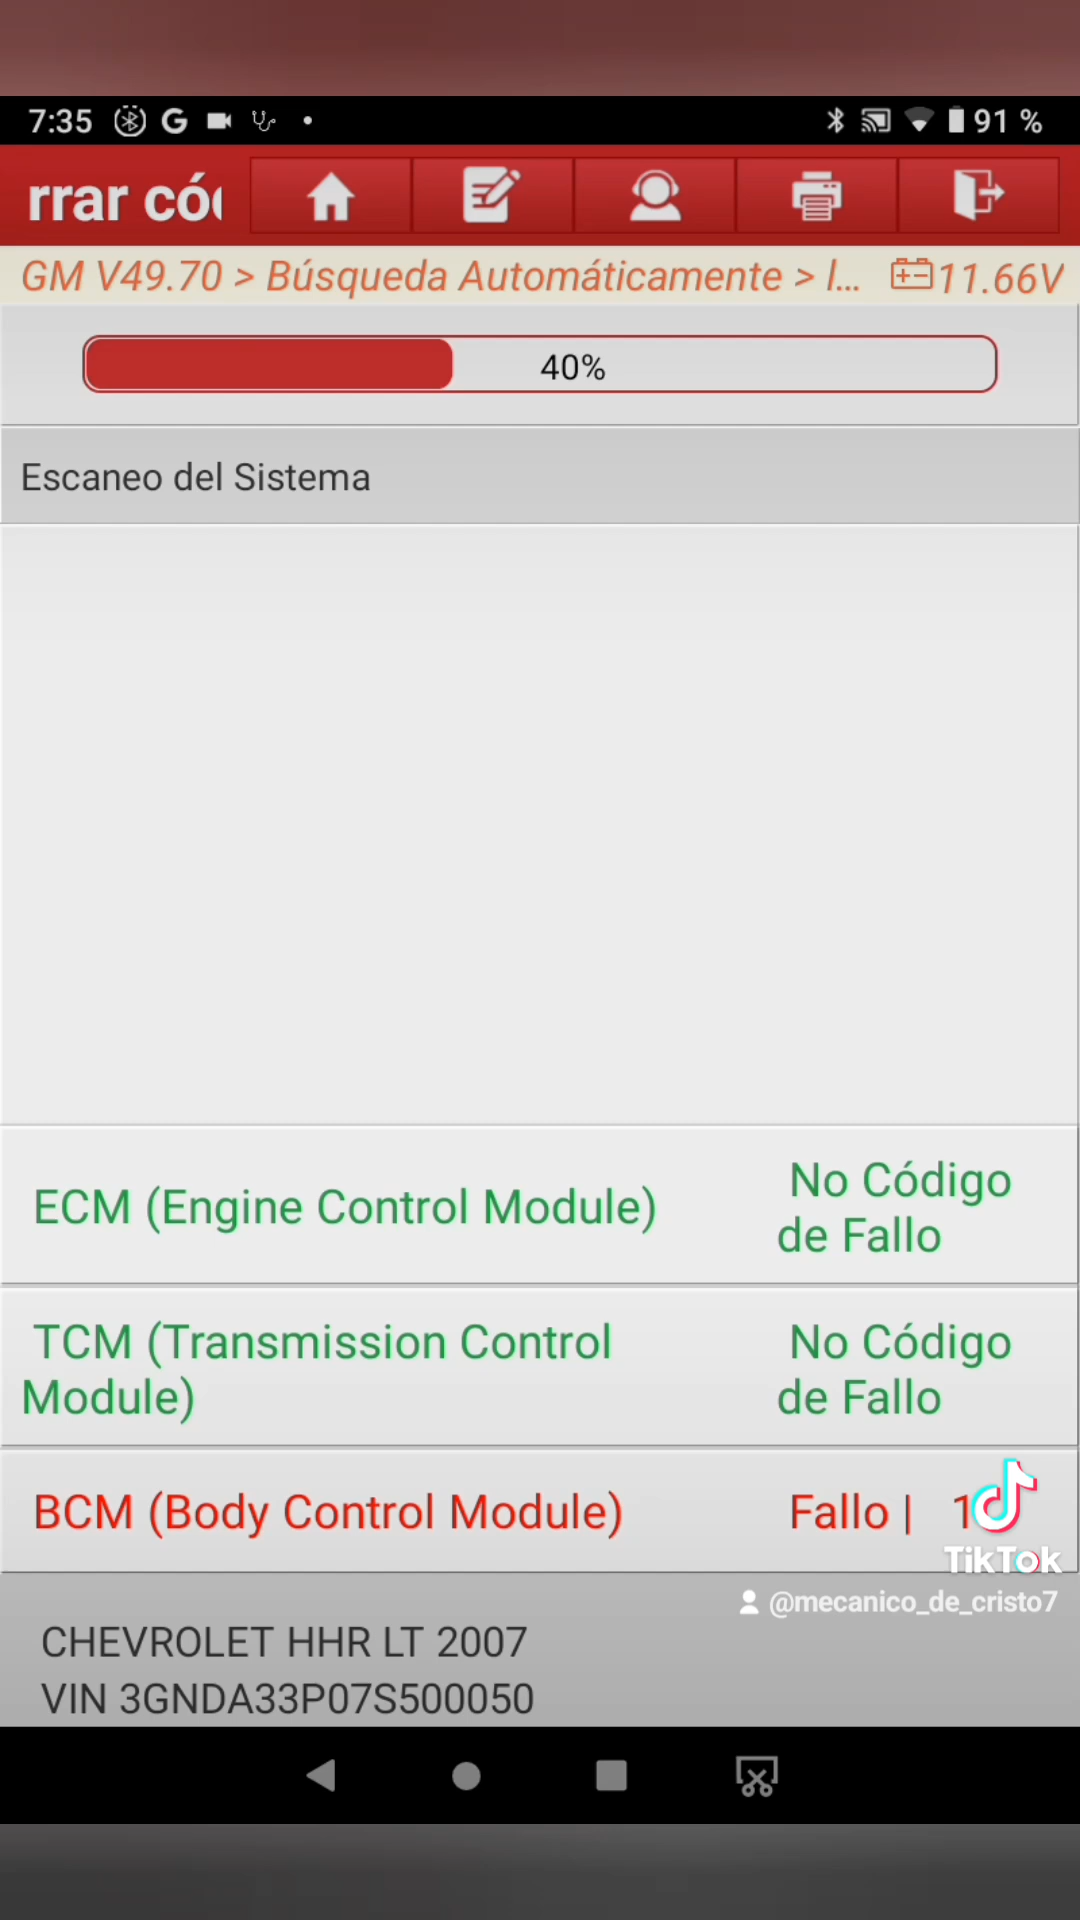 7:35 G 91 %
rrar có
GM V49.70 > Búsqueda Automáticamente > I... 11.66V
40%
Escaneo del Sistema
ECM (Engine Control Module)
No Código
de Fallo
TCM (Transmission Control
Module)
No Código
de Fallo
BCM (Body Control Module)
Fallo | 1
TikTok
@mecanico_de_cristo7
CHEVROLET HHR LT 2007
VIN 3GNDA33P07S500050